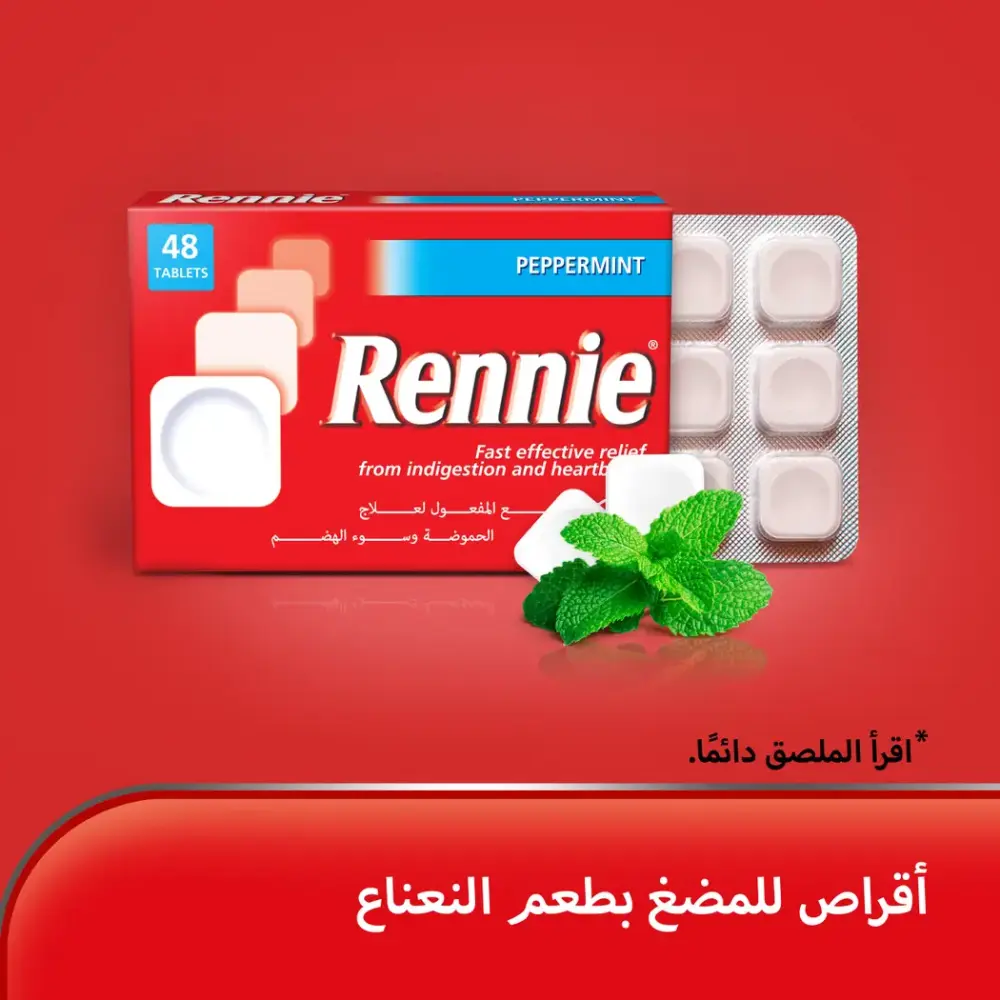 Rennie
PEPPERMINT
48
TABLETS
PEPPERMINT
Rennie®
Fast effective relief
from indigestion and
المفعول لعلاج
الحموضة وسوء الهضم
*اقرأ الملصق دائمًا.
أقراص للمضغ بطعم النعناع